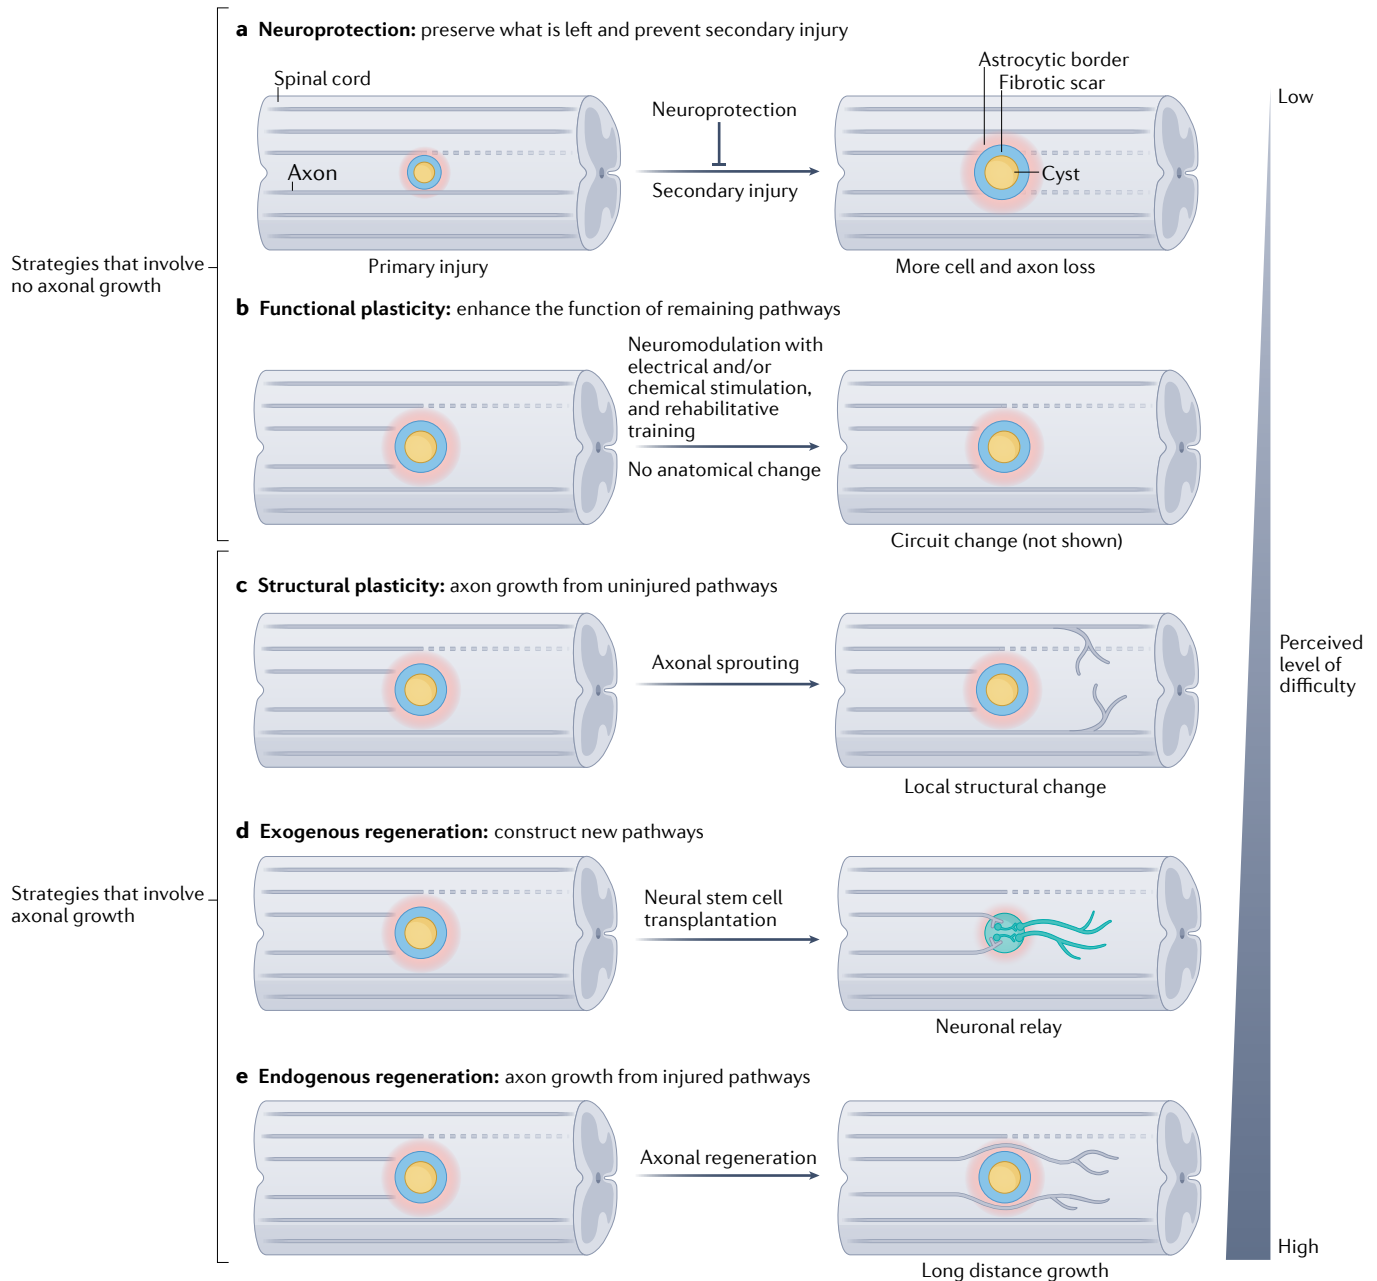 a Neuroprotection: preserve what is left and prevent secondary injury
Spinal cord
Axon
Primary injury
Neuroprotection
Secondary injury
Astrocytic border
Fibrotic scar
Cyst
More cell and axon loss
Low
Strategies that involve
no axonal growth
b Functional plasticity: enhance the function of remaining pathways
Neuromodulation with
electrical and/or
chemical stimulation,
and rehabilitative
training
No anatomical change
Circuit change (not shown)
c Structural plasticity: axon growth from uninjured pathways
Axonal sprouting
Local structural change
Perceived
level of
difficulty
d Exogenous regeneration: construct new pathways
Strategies that involve
axonal growth
Neural stem cell
transplantation
Neuronal relay
e Endogenous regeneration: axon growth from injured pathways
Axonal regeneration
Long distance growth
High